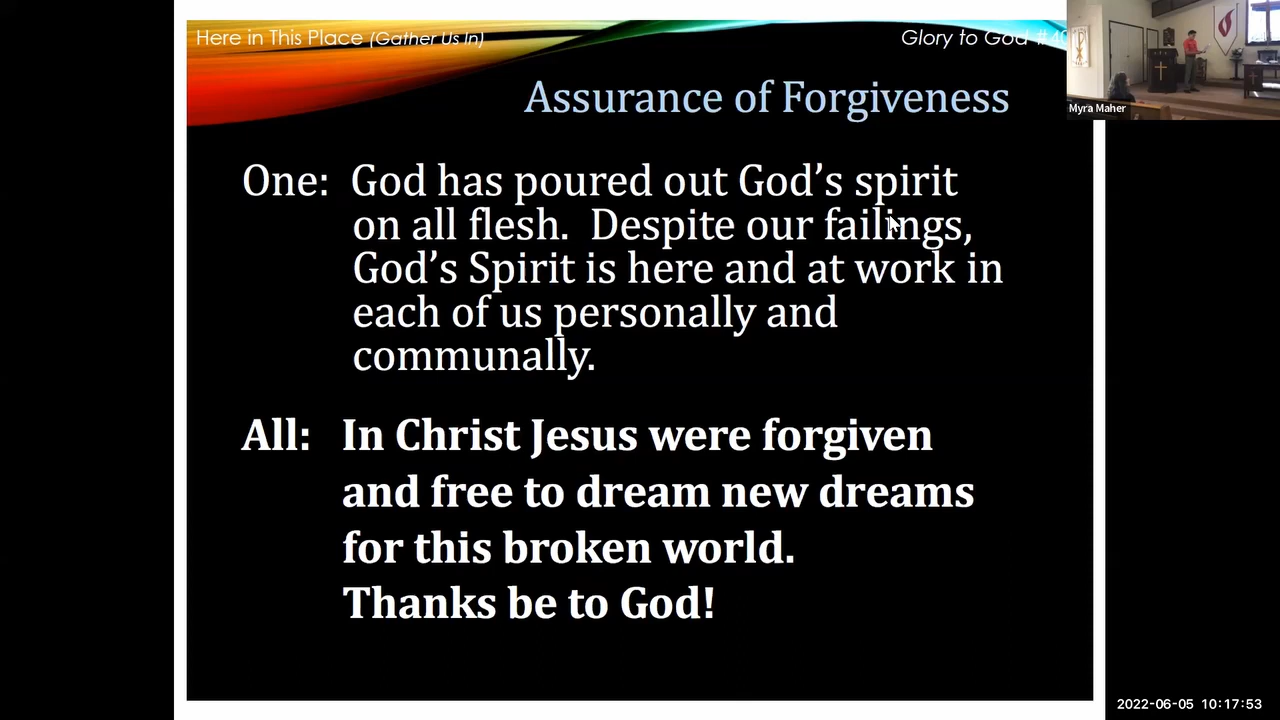 Here in This Place (Gather Us In)
Glory to God
Myra Maher
Assurance of Forgiveness
One: God has poured out God’s spirit
on all flesh. Despite our failings,
God’s Spirit is here and at work in
each of us personally and
communally.
All: In Christ Jesus were forgiven
and free to dream new dreams
for this broken world.
Thanks be to God!
2022-06-05 10:17:53